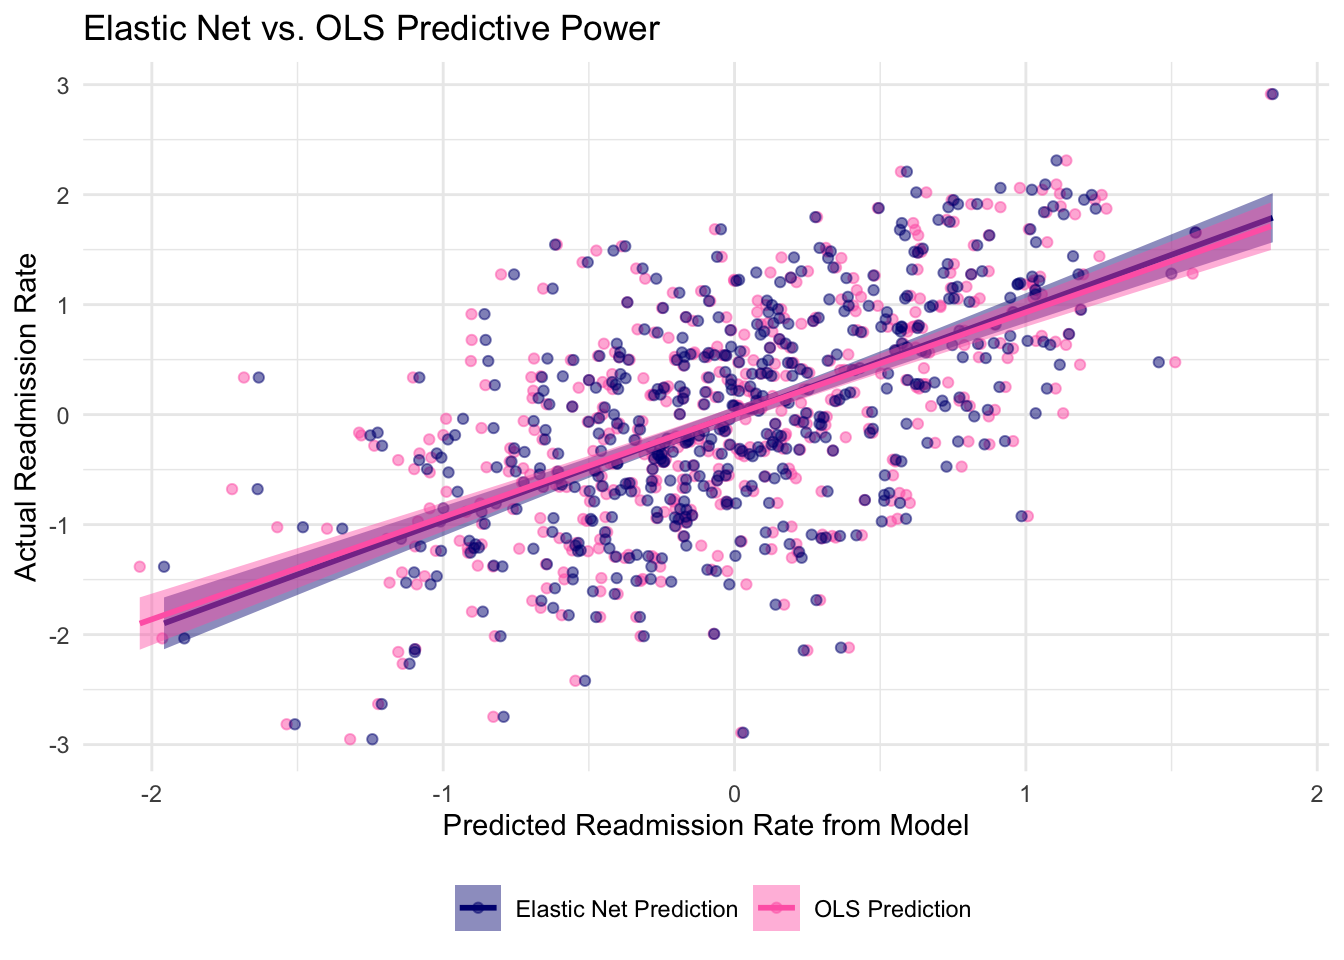 Elastic Net vs. OLS Predictive Power
Actual Readmission Rate
3
2
1
0
-1
-2
-3
-2 -1 0 1 2
Predicted Readmission Rate from Model
Elastic Net Prediction OLS Prediction